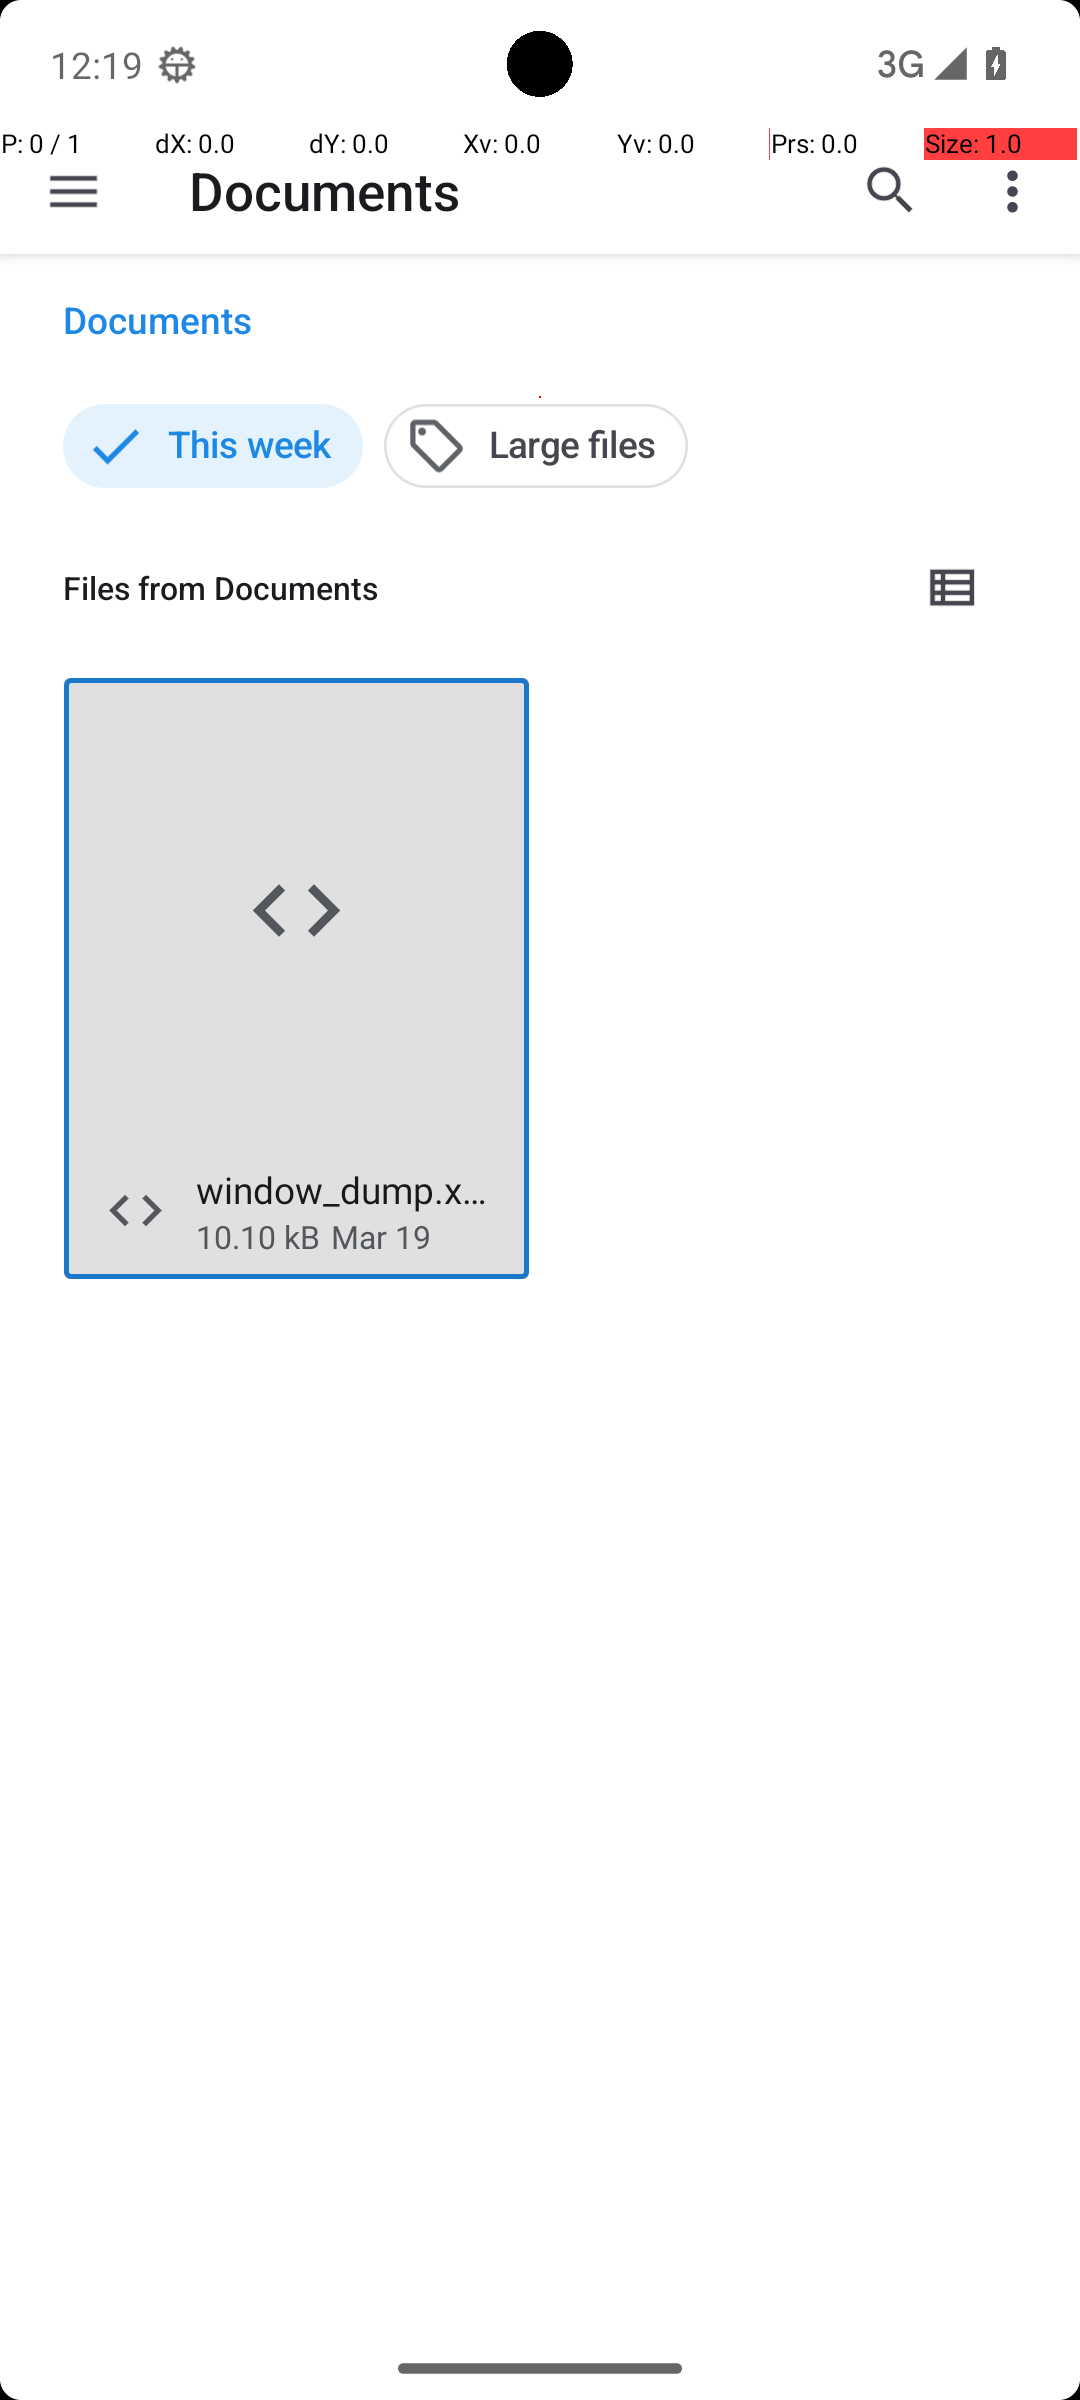 12:19
3G
P: 0 / 1 dX: 0.0 dY: 0.0 Xv: 0.0 Yv: 0.0 Prs: 0.0 Size: 1.0
Documents
Documents
This week
Large files
Files from Documents
window_dump.x...
10.10 kB Mar 19